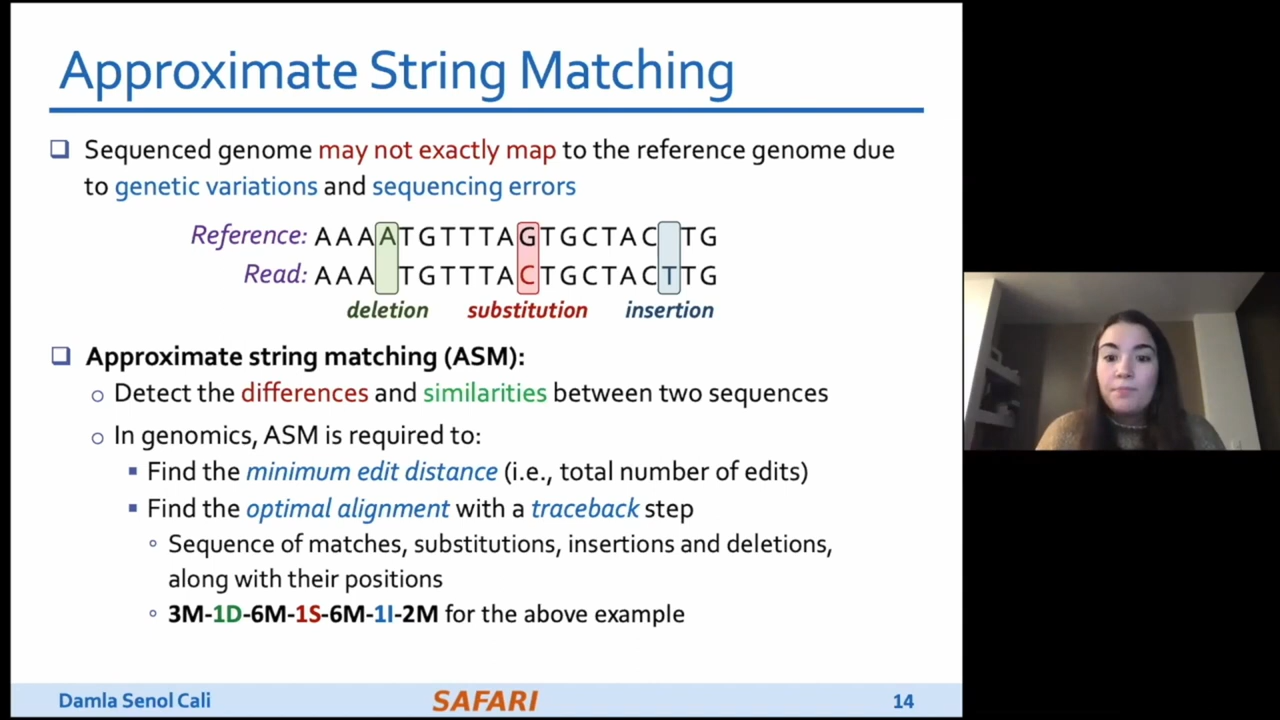 Approximate String Matching
❑ Sequenced genome may not exactly map to the reference genome due
to genetic variations and sequencing errors
Reference: A A A A T G T T T A G T G C T A C T G
Read: A A A T G T T T A C T G C T A C T T G
deletion substitution insertion
❑ Approximate string matching (ASM):
○ Detect the differences and similarities between two sequences
○ In genomics, ASM is required to:
▪ Find the minimum edit distance (i.e., total number of edits)
▪ Find the optimal alignment with a traceback step
◦ Sequence of matches, substitutions, insertions and deletions,
along with their positions
◦ 3M-1D-6M-1S-6M-1I-2M for the above example
Damla Senol Cali SAFARI 14